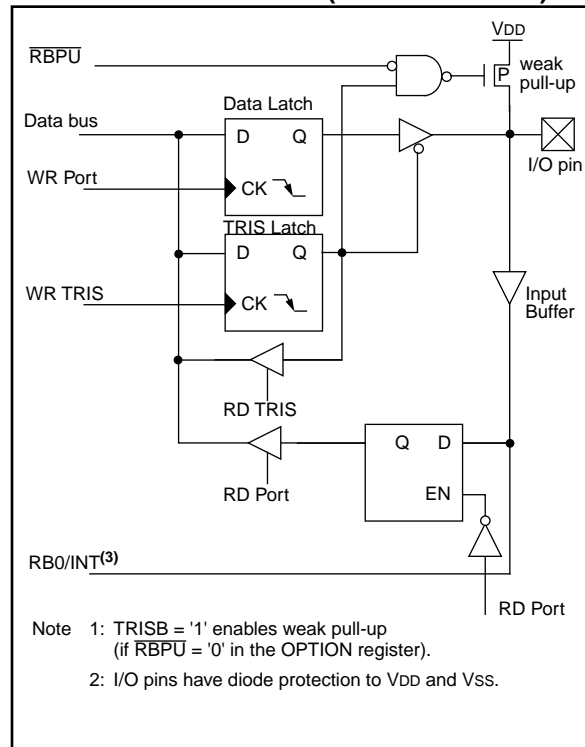 VDD
RBPU
weak
pull-up
P
Data Latch
Data bus
D Q
I/O pin
WR Port
CK
TRIS Latch
D Q
WR TRIS
CK
Input
Buffer
RD TRIS
Q D
RD Port
EN
RB0/INT(3)
RD Port
Note 1: TRISB = '1' enables weak pull-up
(if RBPU = '0' in the OPTION register).
2: I/O pins have diode protection to VDD and VSS.